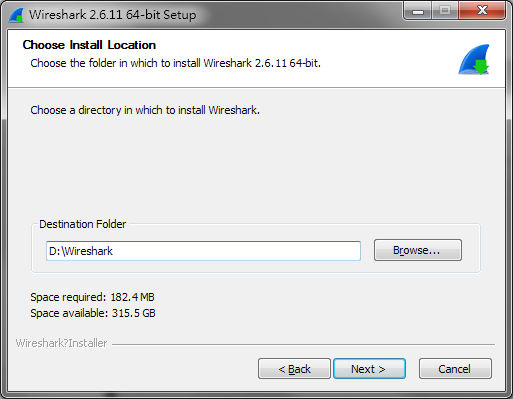 Wireshark 2.6.11 64-bit Setup
Choose Install Location
Choose the folder in which to install Wireshark 2.6.11 64-bit.
Choose a directory in which to install Wireshark.
Destination Folder
D:\Wireshark
Browse...
Space required: 182.4 MB
Space available: 315.5 GB
Wireshark?Installer
< Back
Next >
Cancel